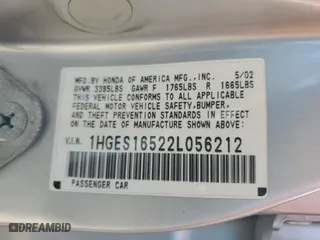 MFD. BY HONDA OF AMERICA MFG., INC. 5/02
GVWR 3385LBS GAWR F 1765LBS R 1665LBS
THIS VEHICLE CONFORMS TO ALL APPLICABLE
FEDERAL MOTOR VEHICLE SAFETY, BUMPER,
AND THEFT PREVENTION STANDARDS IN EFFECT
ON THE DATE OF MANUFACTURE SHOWN ABOVE.
V.I.N. 1HGES16522L056212
PASSENGER CAR
DREAMBID